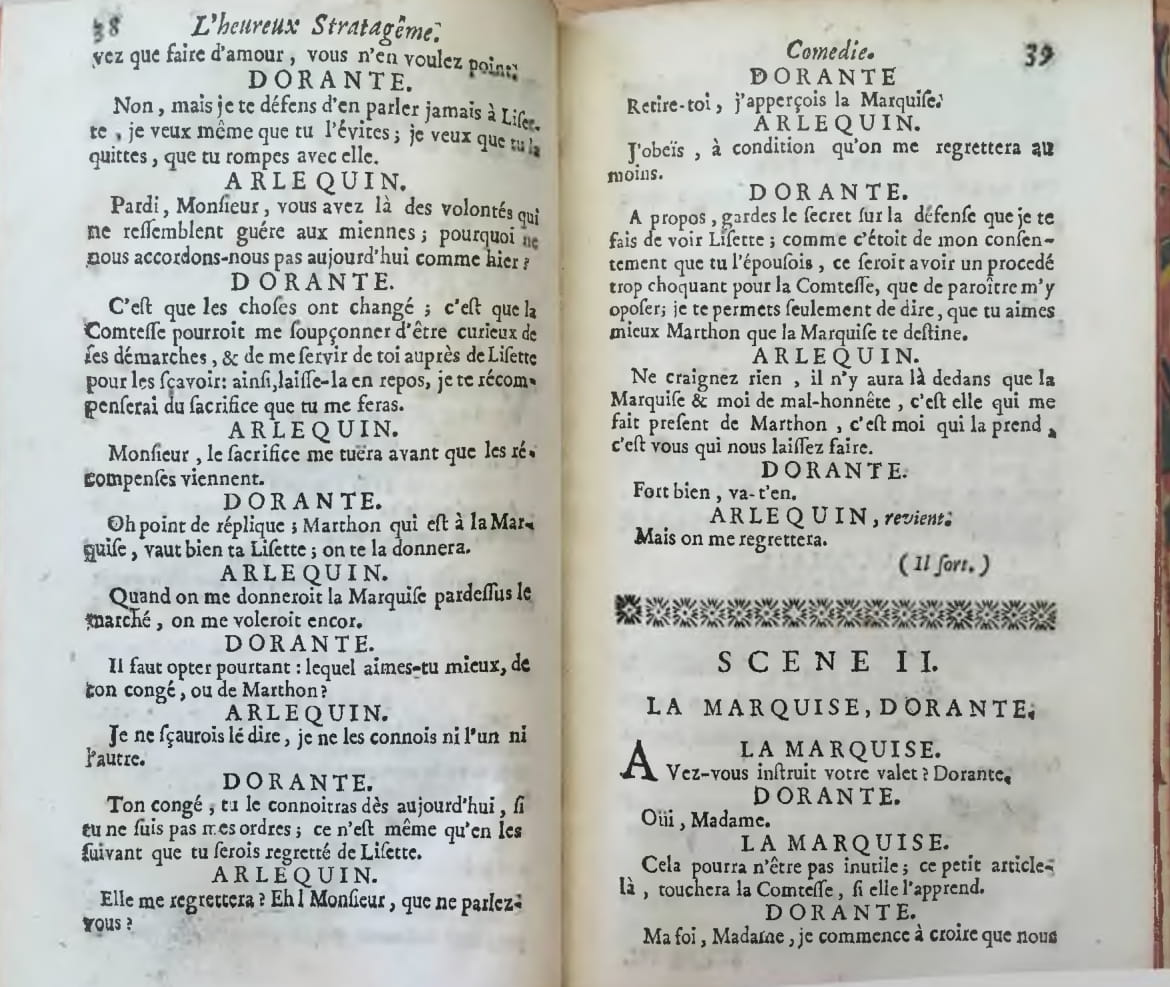 38 L'heureux Stratagême.
vez que faire d'amour, vous n'en voulez point.
DORANTE.
Non, mais je te défens d'en parler jamais à Liſet-
te, je veux même que tu l'évites; je veux que tu la
quittes, que tu rompes avec elle.
ARLEQUIN.
Pardi, Monſieur, vous avez là des volontés qui
ne reſſemblent guére aux miennes; pourquoi ne
nous accordons-nous pas aujourd'hui comme hier?
DORANTE.
C'eſt que les choſes ont changé; c'eſt que la
Comteſſe pourroit me ſoupçonner d'être curieux de
ſes démarches, & de me ſervir de toi auprès de Liſette
pour les ſçavoir: ainſi, laiſſe-la en repos, je te récom-
penſerai du ſacrifice que tu me feras.
ARLEQUIN.
Monſieur, le ſacrifice me tuëra avant que les ré-
compenſes viennent.
DORANTE.
Oh point de réplique; Marthon qui eſt à la Mar-
quiſe, vaut bien ta Liſette; on te la donnera.
ARLEQUIN.
Quand on me donneroit la Marquiſe pardeſſus le
marché, on me voleroit encor.
DORANTE.
Il faut opter pourtant: lequel aimes-tu mieux, de
ton congé, ou de Marthon?
ARLEQUIN.
Je ne ſçaurois lé dire, je ne les connois ni l'un ni
l'autre.
DORANTE.
Ton congé, tu le connoitras dès aujourd'hui, ſi
tu ne ſuis pas mes ordres; ce n'eſt même qu'en les
ſuivant que tu ſerois regretté de Liſette.
ARLEQUIN.
Elle me regrettera? Eh! Monſieur, que ne parlez-
vous?
Comedie. 39
DORANTE
Retire-toi, j'apperçois la Marquiſe.
ARLEQUIN.
J'obeïs, à condition qu'on me regrettera au
moins.
DORANTE.
A propos, gardes le ſecret ſur la défenſe que je te
fais de voir Liſette; comme c'étoit de mon conſen-
tement que tu l'épouſois, ce ſeroit avoir un procedé
trop choquant pour la Comteſſe, que de paroître m'y
opoſer; je te permets ſeulement de dire, que tu aimes
mieux Marthon que la Marquiſe te deſtine.
ARLEQUIN.
Ne craignez rien, il n'y aura là dedans que la
Marquiſe & moi de mal-honnête, c'eſt elle qui me
fait preſent de Marthon, c'eſt moi qui la prend,
c'eſt vous qui nous laiſſez faire.
DORANTE.
Fort bien, va-t'en.
ARLEQUIN, revient.
Mais on me regrettera.
(Il ſort.)
SCENE II.
LA MARQUISE, DORANTE.
LA MARQUISE.
AVez-vous inſtruit votre valet? Dorante.
DORANTE.
Oüi, Madame.
LA MARQUISE.
Cela pourra n'être pas inutile; ce petit article-
là, touchera la Comteſſe, ſi elle l'apprend.
DORANTE.
Ma foi, Madame, je commence à croire que nous